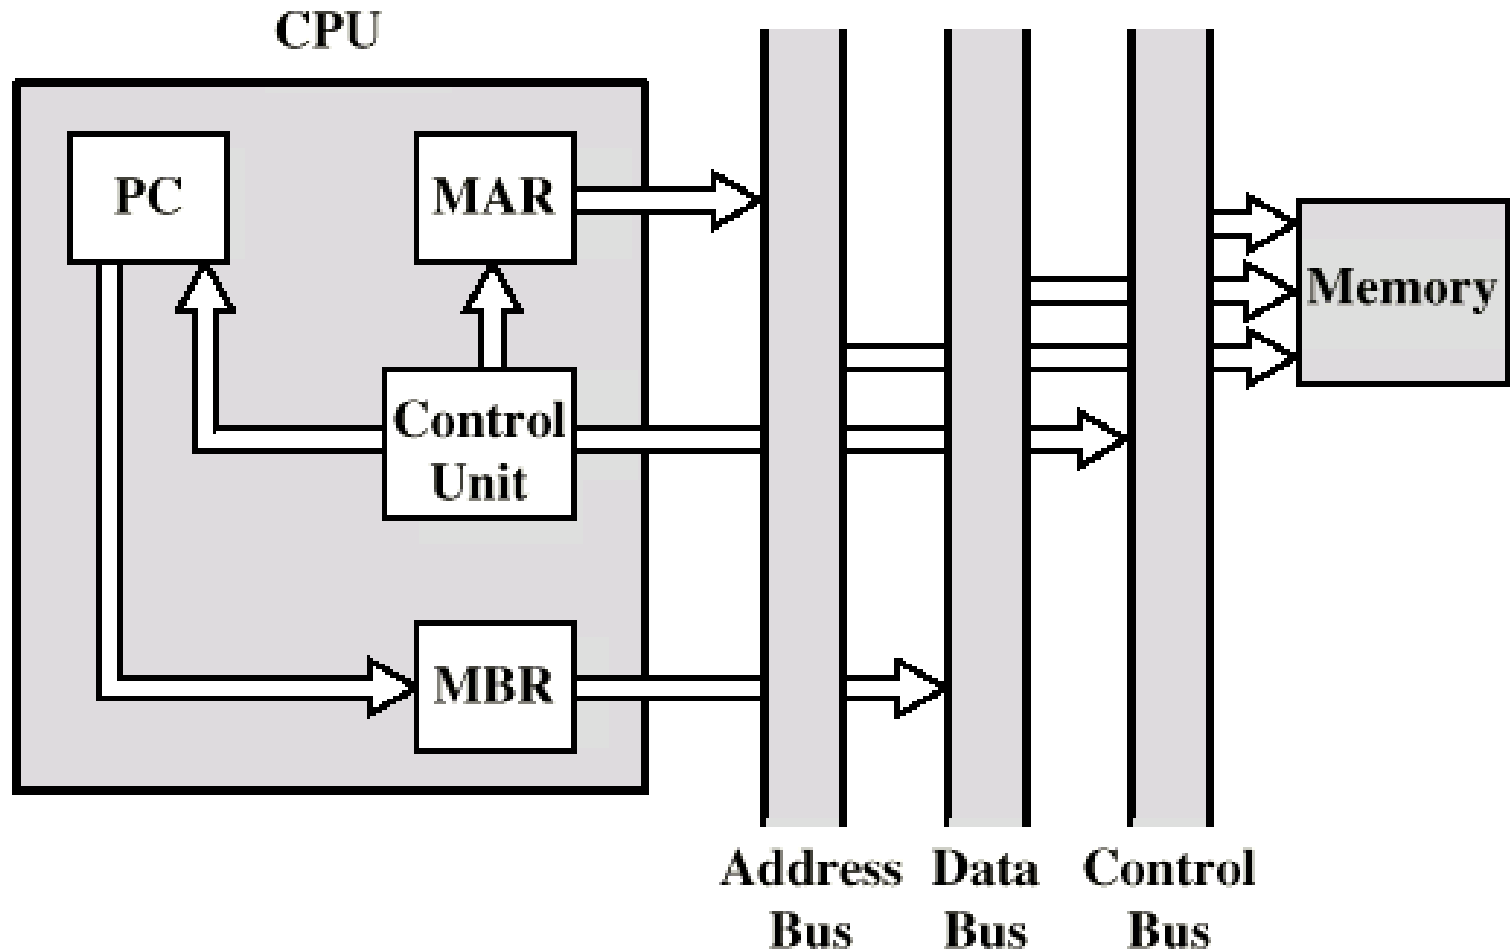 CPU
PC
MAR
Memory
Control
Unit
MBR
Address
Bus
Data
Bus
Control
Bus